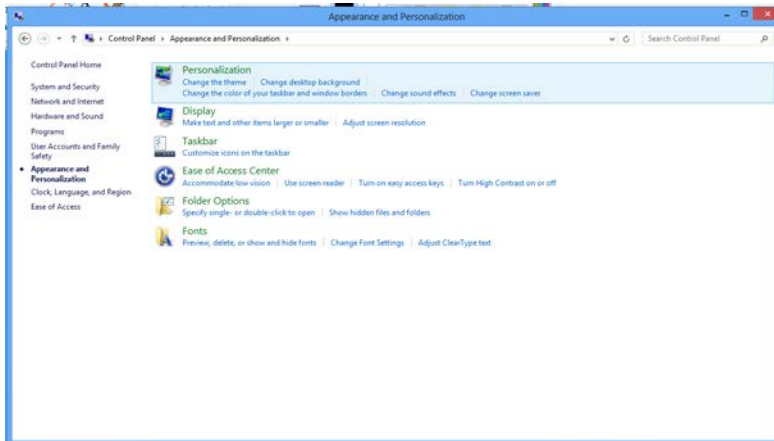 Appearance and Personalization
Control Panel Appearance and Personalization
Search Control Panel
Control Panel Home
System and Security
Network and Internet
Hardware and Sound
Programs
User Accounts and Family
Safety
Appearance and
Personalization
Clock, Language, and Region
Ease of Access
Personalization
Change the theme Change desktop background
Change the color of your taskbar and window borders Change sound effects Change screen saver
Display
Make text and other items larger or smaller Adjust screen resolution
Taskbar
Customize icons on the taskbar
Ease of Access Center
Accommodate low vision Use screen reader Turn on easy access keys Turn High Contrast on or off
Folder Options
Specify single- or double-click to open Show hidden files and folders
Fonts
Preview, delete, or show and hide fonts Change Font Settings Adjust ClearType text